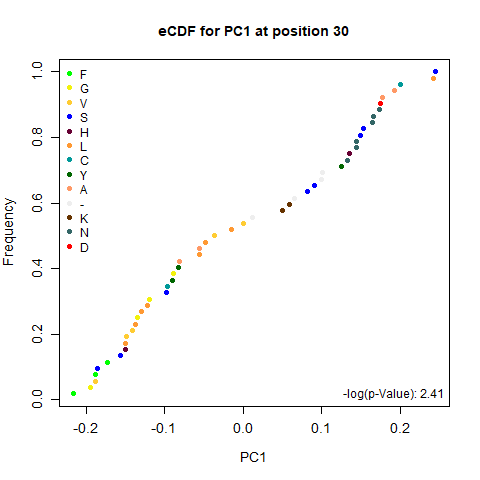 eCDF for PC1 at position 30
F
G
V
S
H
L
C
Y
A
-
K
N
D
Frequency
1.0
0.8
0.6
0.4
0.2
0.0
-log(p-Value): 2.41
-0.2 -0.1 0.0 0.1 0.2
PC1